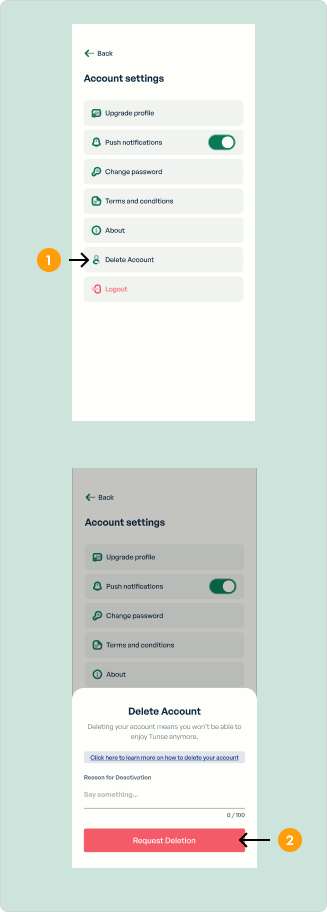 Back
Account settings
Upgrade profile
Push notifications
Change password
Terms and conditions
About
1
Delete Account
Logout
Back
Account settings
Upgrade profile
Push notifications
Change password
Terms and conditions
About
Delete Account
Deleting your account means you won't be able to
enjoy Tunse anymore.
Click here to learn more on how to delete your account
Reason for Deactivation
Say something...
0 / 100
Request Deletion
2